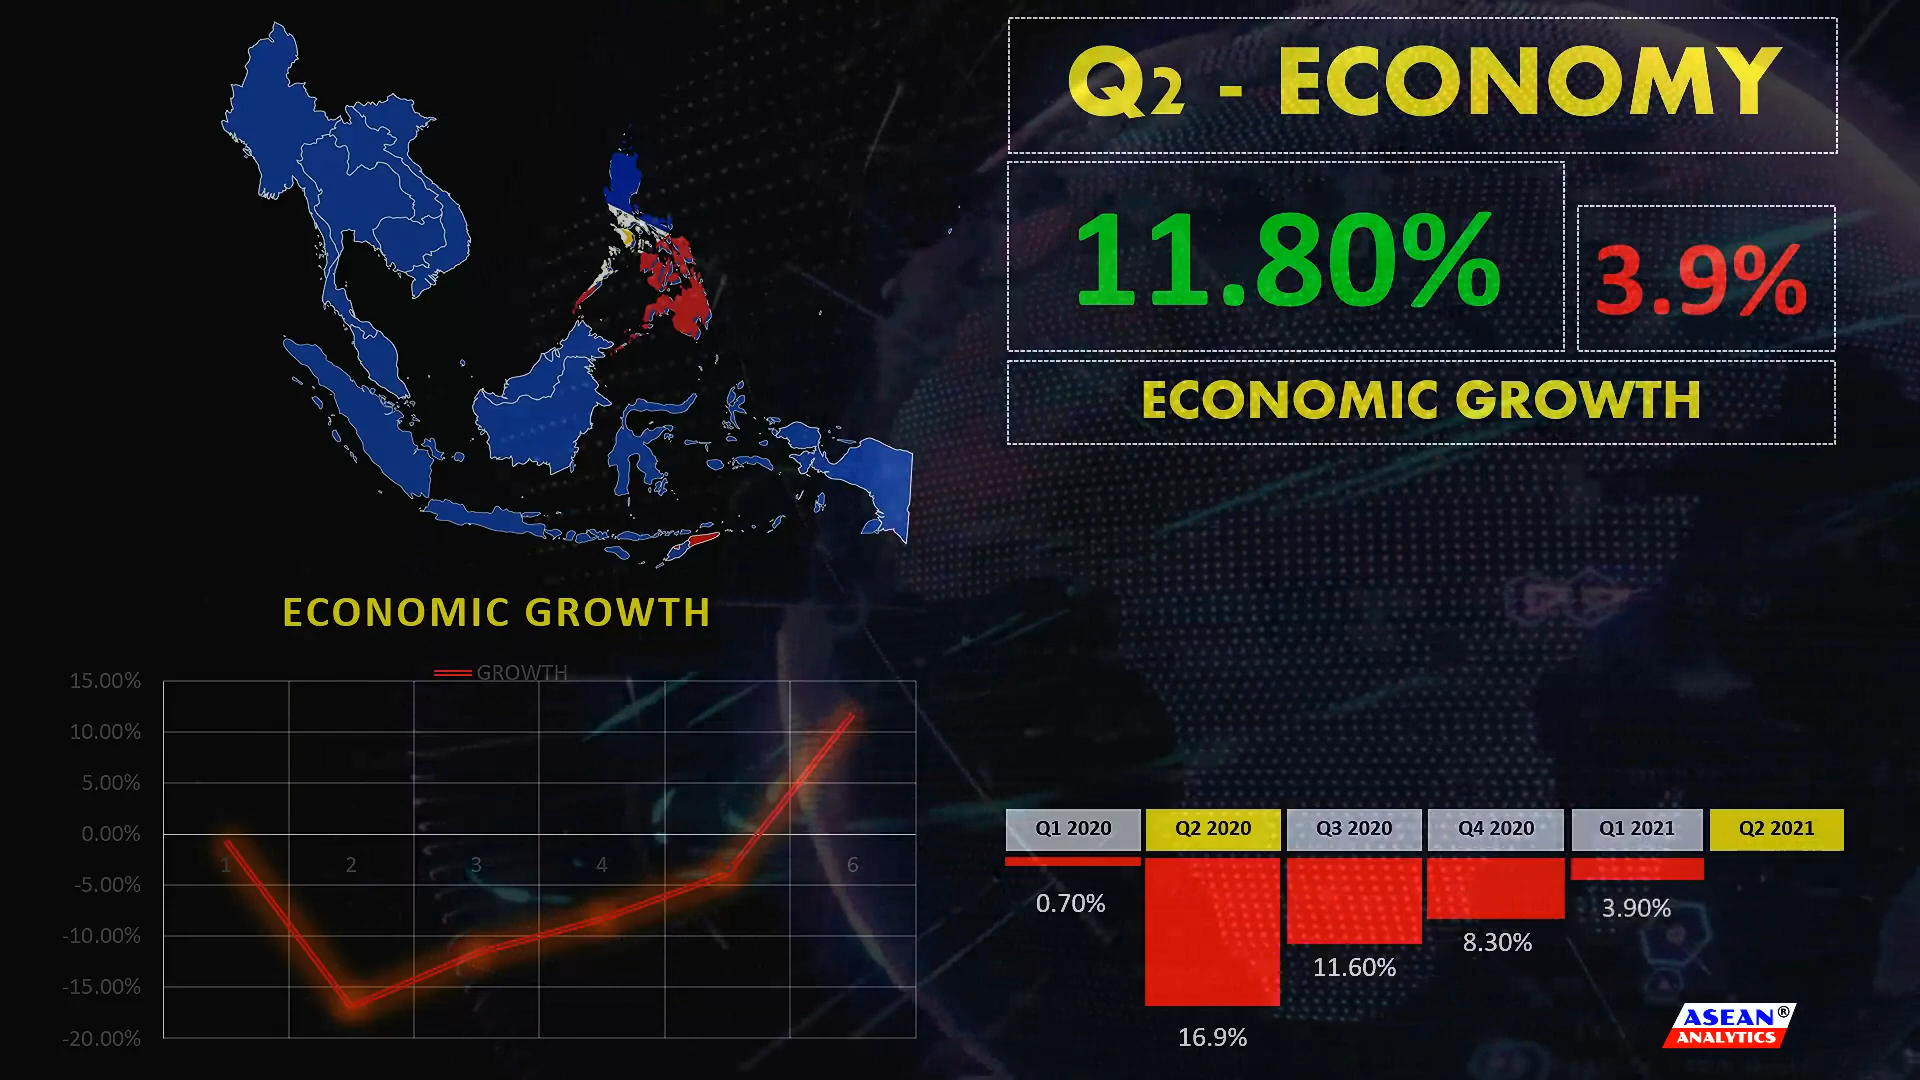 Q2 - ECONOMY
11.80%
3.9%
ECONOMIC GROWTH
ECONOMIC GROWTH
GROWTH
15.00%
10.00%
5.00%
0.00%
-5.00%
-10.00%
-15.00%
-20.00%
1 2 3 4 5 6
Q1 2020 Q2 2020 Q3 2020 Q4 2020 Q1 2021 Q2 2021
0.70%
16.9%
11.60%
8.30%
3.90%
ASEAN®
ANALYTICS